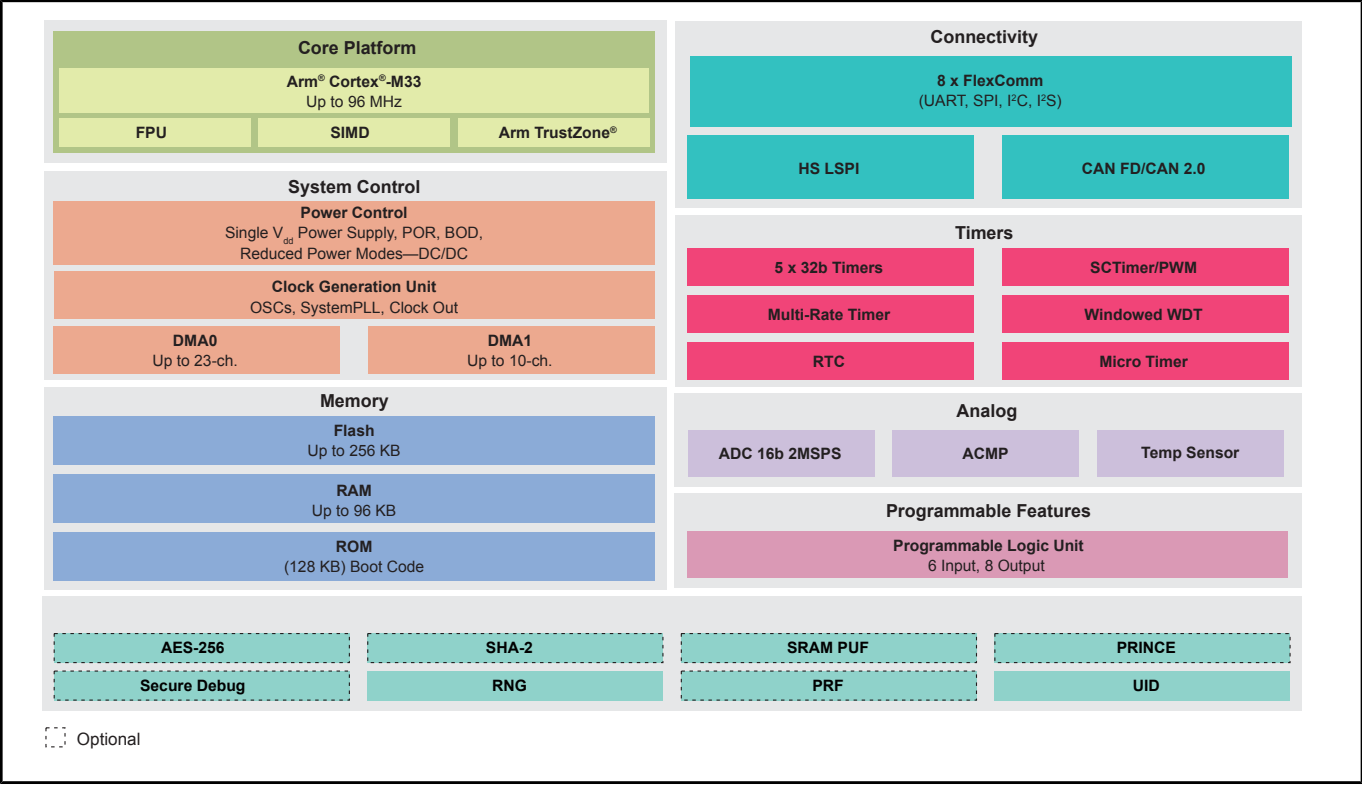 Core Platform
Arm® Cortex®-M33
Up to 96 MHz
FPU
SIMD
Arm TrustZone®
System Control
Power Control
Single Vdd Power Supply, POR, BOD,
Reduced Power Modes—DC/DC
Clock Generation Unit
OSCs, SystemPLL, Clock Out
DMA0
Up to 23-ch.
DMA1
Up to 10-ch.
Memory
Flash
Up to 256 KB
RAM
Up to 96 KB
ROM
(128 KB) Boot Code
Connectivity
8 x FlexComm
(UART, SPI, I²C, I²S)
HS LSPI
CAN FD/CAN 2.0
Timers
5 x 32b Timers
SCTimer/PWM
Multi-Rate Timer
Windowed WDT
RTC
Micro Timer
Analog
ADC 16b 2MSPS
ACMP
Temp Sensor
Programmable Features
Programmable Logic Unit
6 Input, 8 Output
AES-256
SHA-2
SRAM PUF
PRINCE
Secure Debug
RNG
PRF
UID
Optional